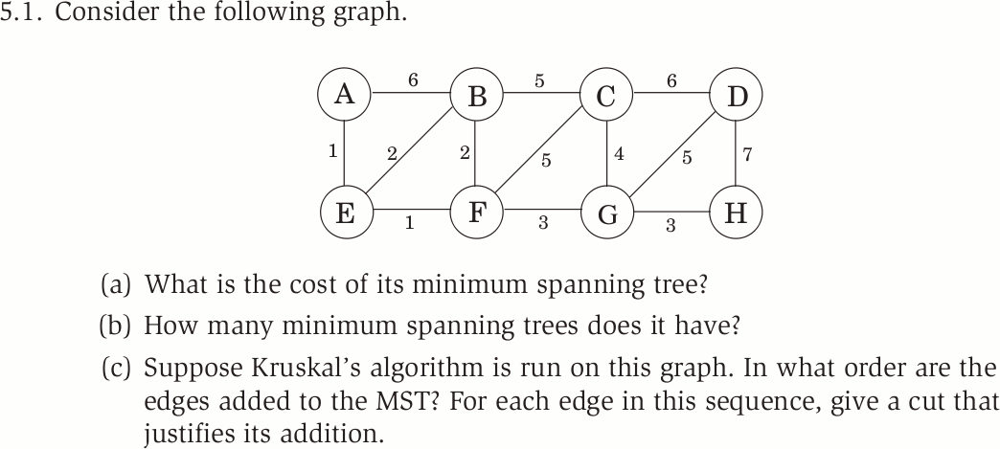 5.1. Consider the following graph.
6 5 6
A B C D
1 2 2 5 4 5 7
E F G H
1 3 3
(a) What is the cost of its minimum spanning tree?
(b) How many minimum spanning trees does it have?
(c) Suppose Kruskal's algorithm is run on this graph. In what order are the
edges added to the MST? For each edge in this sequence, give a cut that
justifies its addition.